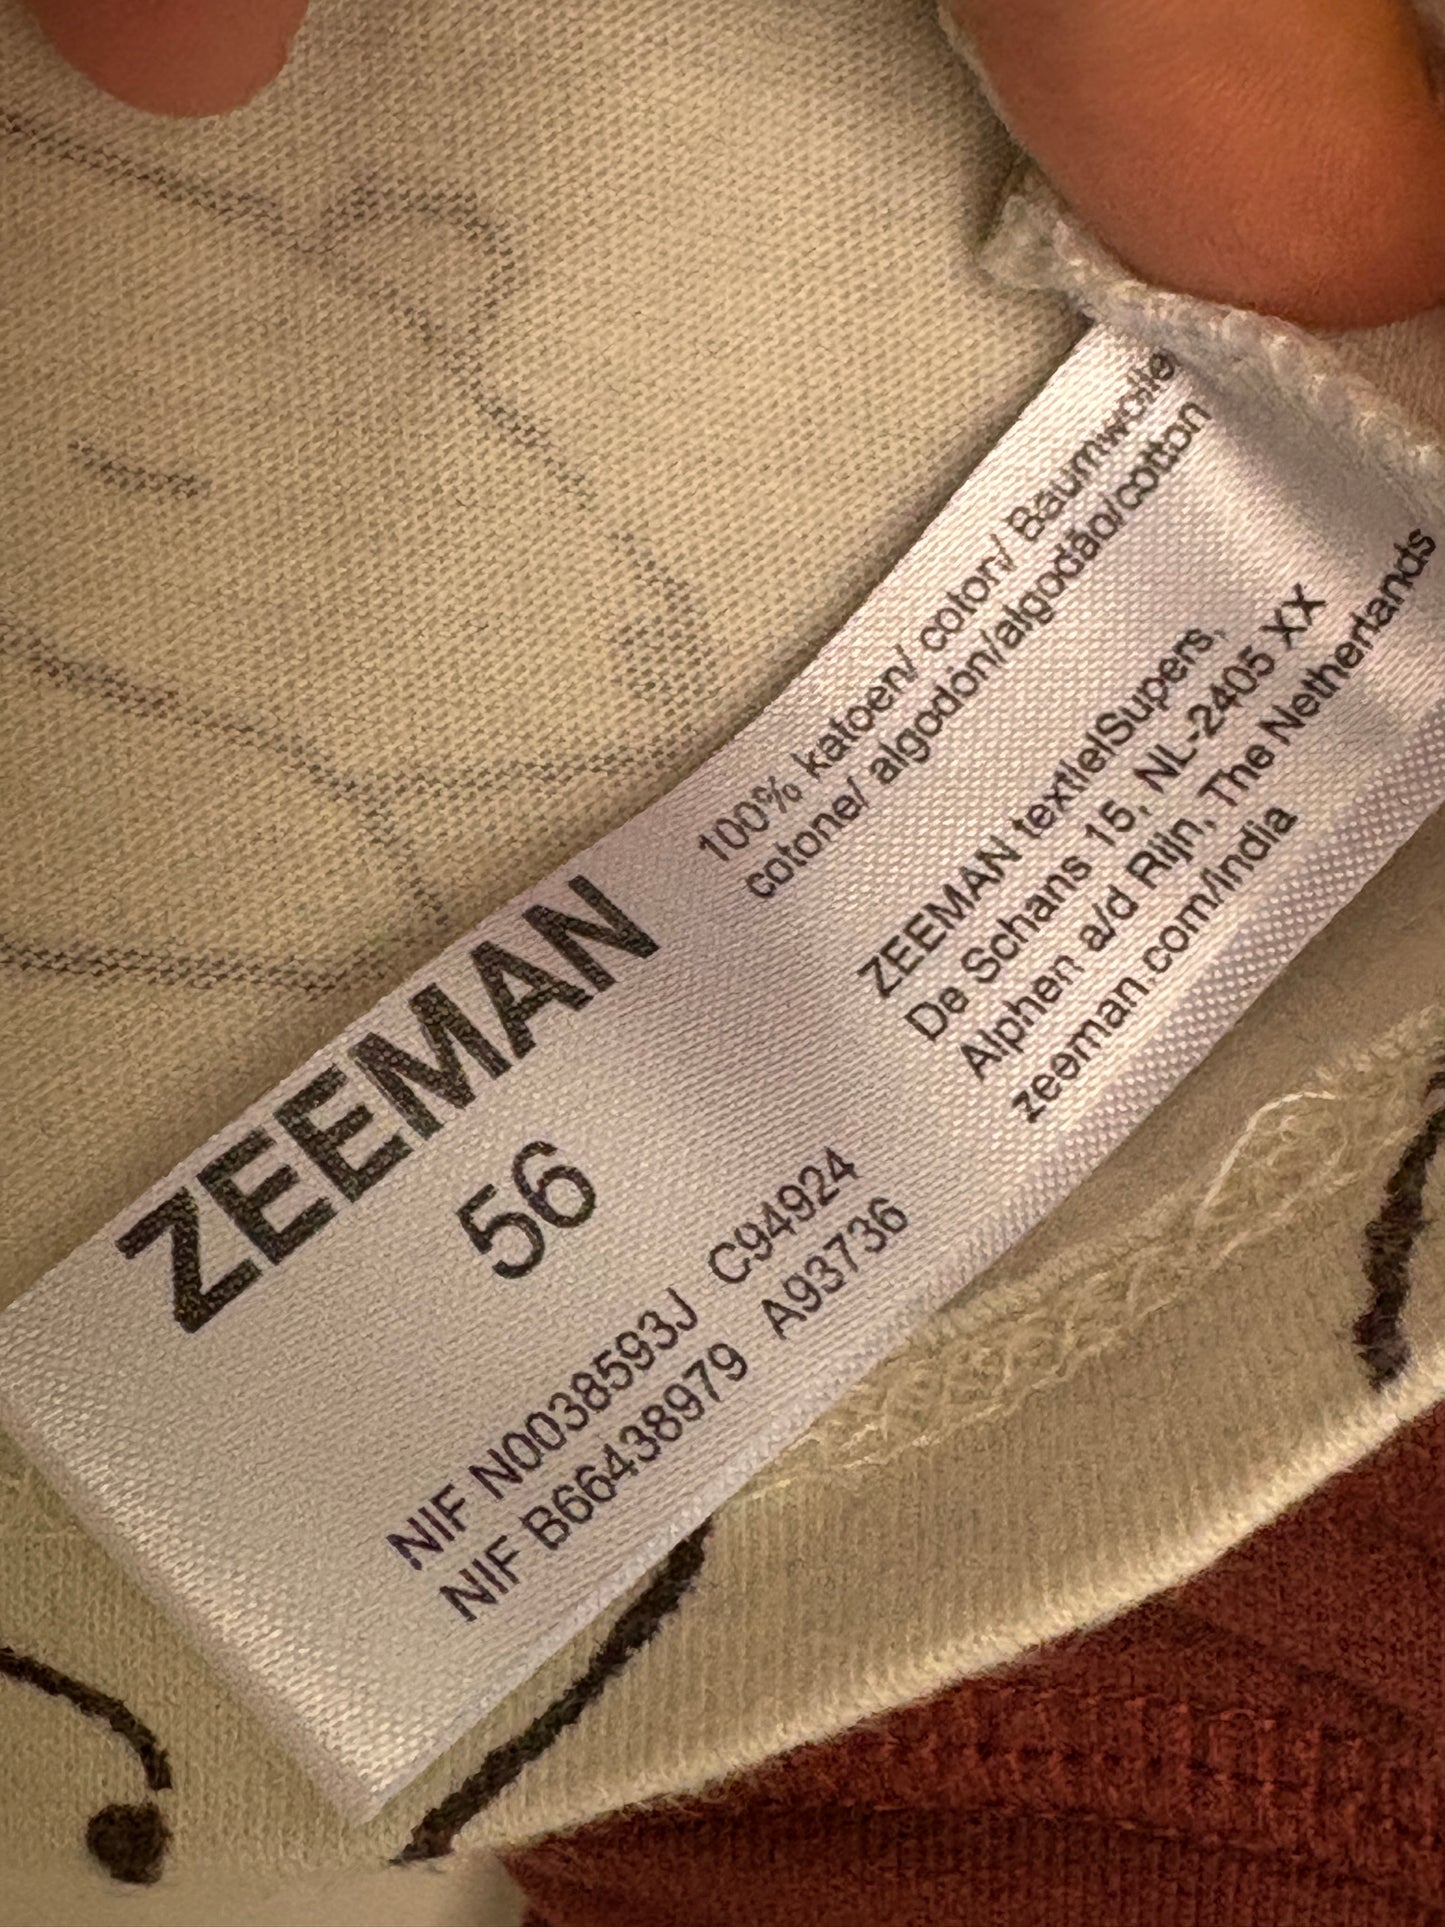 100% katoen/ coton/ Baumwolle/
cotone/ algodón/algodão/cotton
ZEEMAN textielSupers,
De Schans 15, NL-2405 XX
Alphen a/d Rijn, The Netherlands
zeeman.com/india
ZEEMAN
56
NIF N0038593J C94924
NIF B66438979 A93736